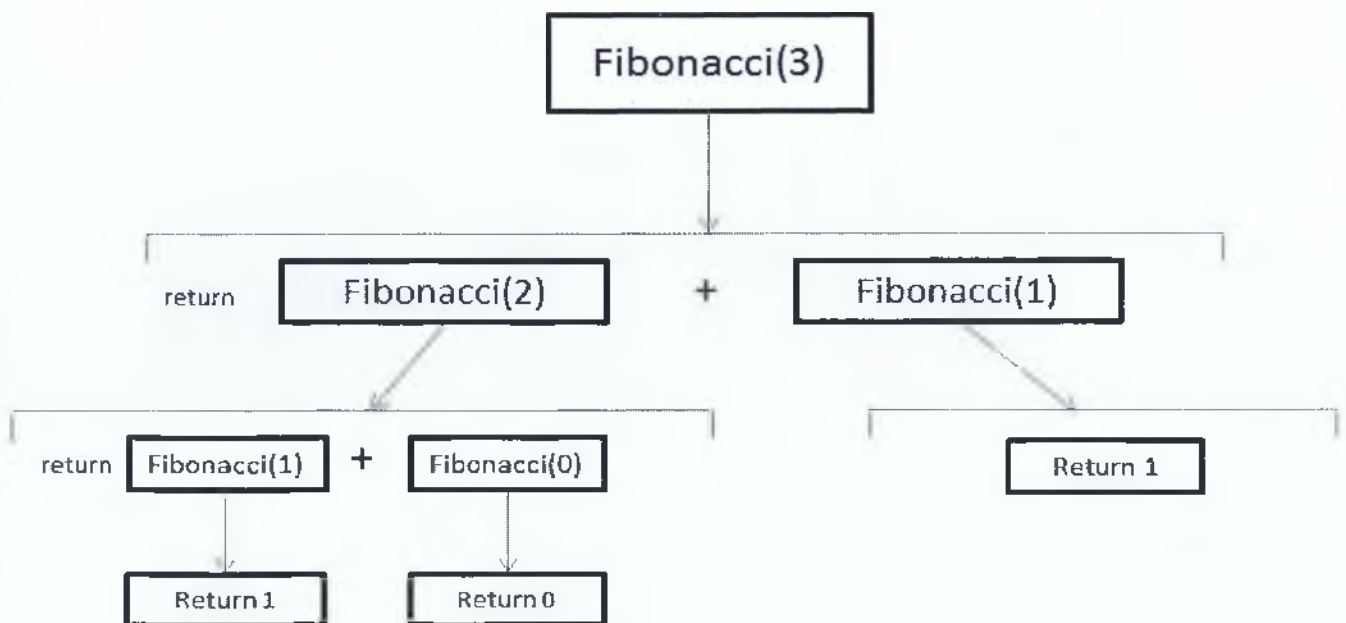 Fibonacci(3)
return Fibonacci(2) + Fibonacci(1)
return Fibonacci(1) + Fibonacci(0) Return 1
Return 1 Return 0